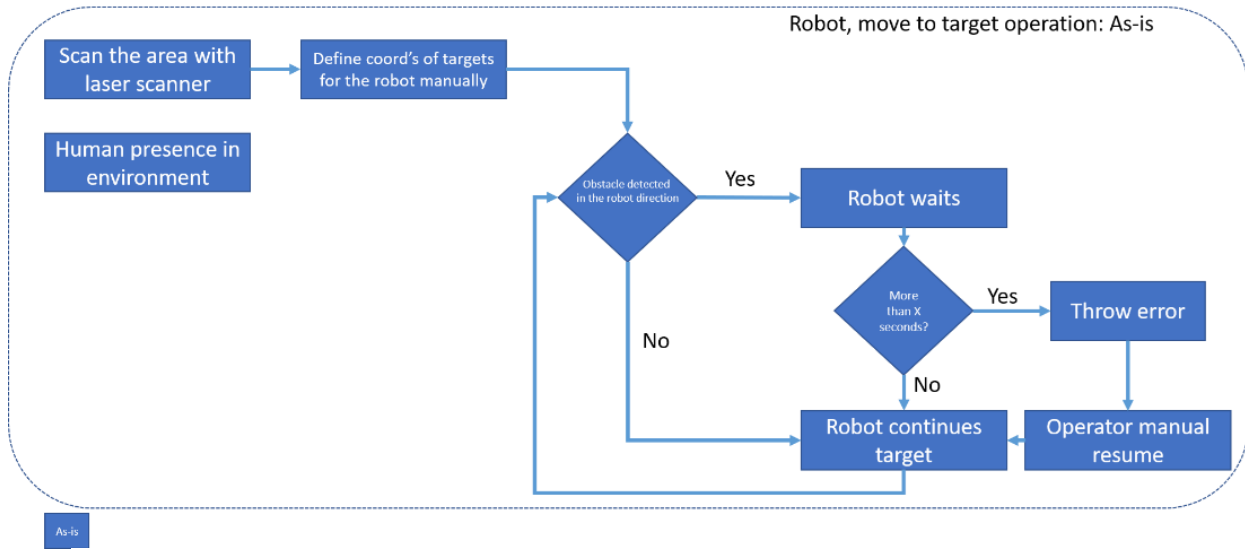 Robot, move to target operation: As-is
Scan the area with
laser scanner
Define coord's of targets
for the robot manually
Human presence in
environment
Obstacle detected
in the robot direction
Yes
Robot waits
No
More
than X
seconds?
Yes
Throw error
No
Robot continues
target
Operator manual
resume
As-is